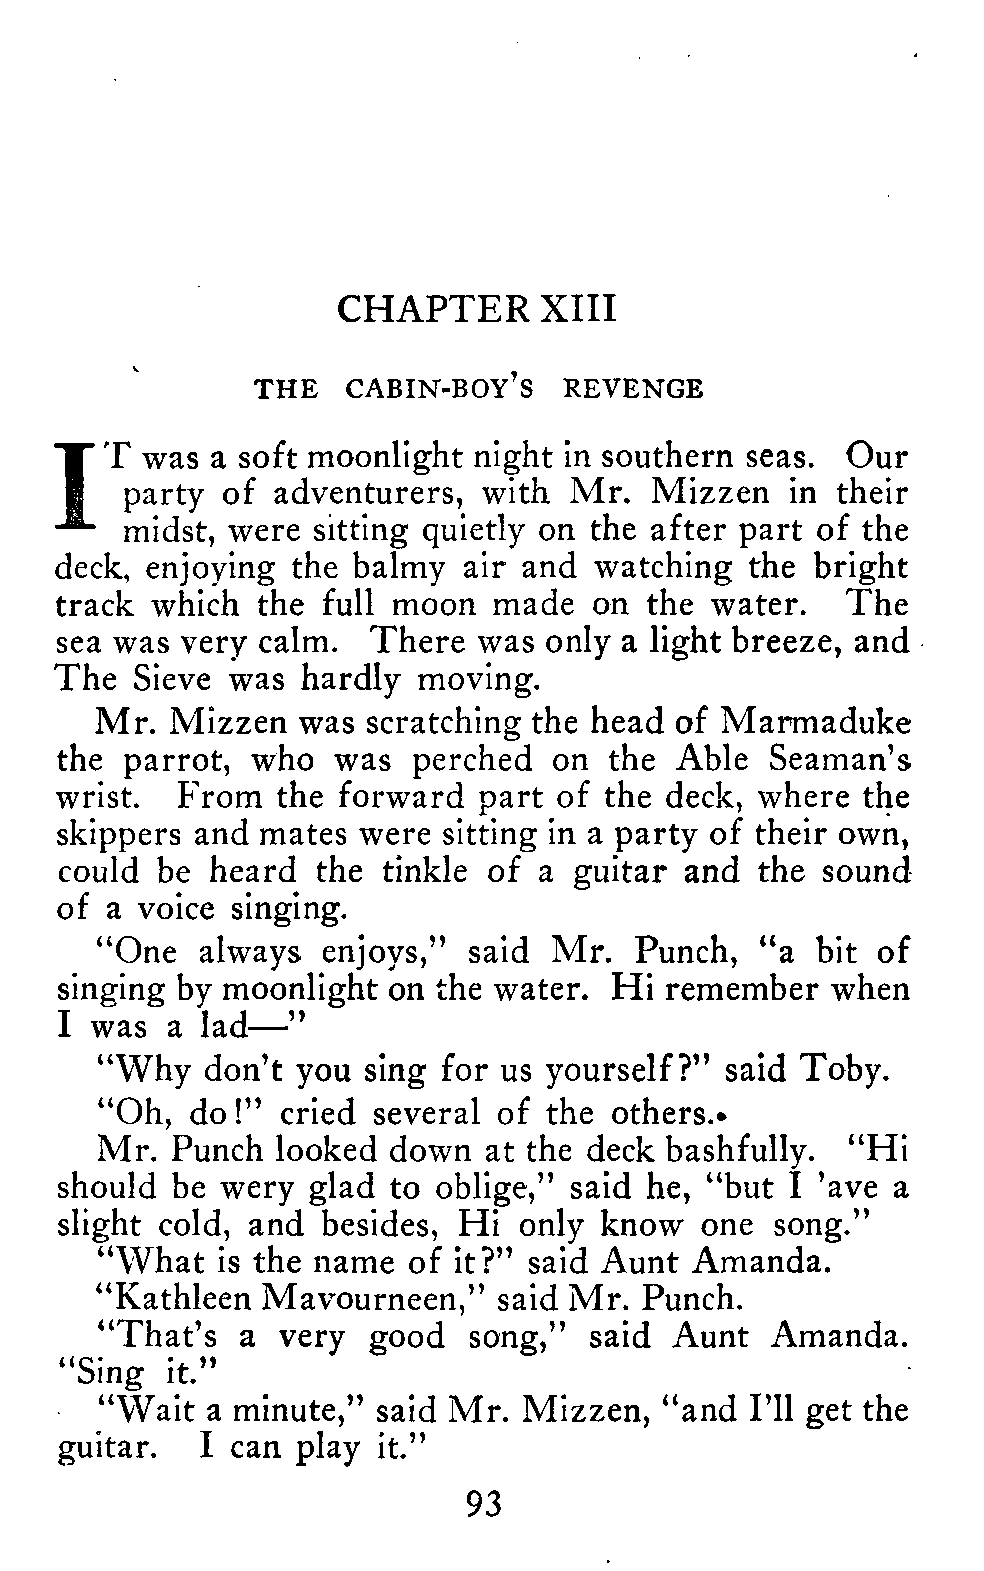 CHAPTER XIII
THE CABIN-BOY'S REVENGE
IT was a soft moonlight night in southern seas. Our
party of adventurers, with Mr. Mizzen in their
midst, were sitting quietly on the after part of the
deck, enjoying the balmy air and watching the bright
track which the full moon made on the water. The
sea was very calm. There was only a light breeze, and
The Sieve was hardly moving.
Mr. Mizzen was scratching the head of Marmaduke
the parrot, who was perched on the Able Seaman's
wrist. From the forward part of the deck, where the
skippers and mates were sitting in a party of their own,
could be heard the tinkle of a guitar and the sound
of a voice singing.
"One always enjoys," said Mr. Punch, "a bit of
singing by moonlight on the water. Hi remember when
I was a lad—"
"Why don't you sing for us yourself?" said Toby.
"Oh, do!" cried several of the others.
Mr. Punch looked down at the deck bashfully. "Hi
should be wery glad to oblige," said he, "but I 'ave a
slight cold, and besides, Hi only know one song."
"What is the name of it?" said Aunt Amanda.
"Kathleen Mavourneen," said Mr. Punch.
"That's a very good song," said Aunt Amanda.
"Sing it."
"Wait a minute," said Mr. Mizzen, "and I'll get the
guitar. I can play it."
93